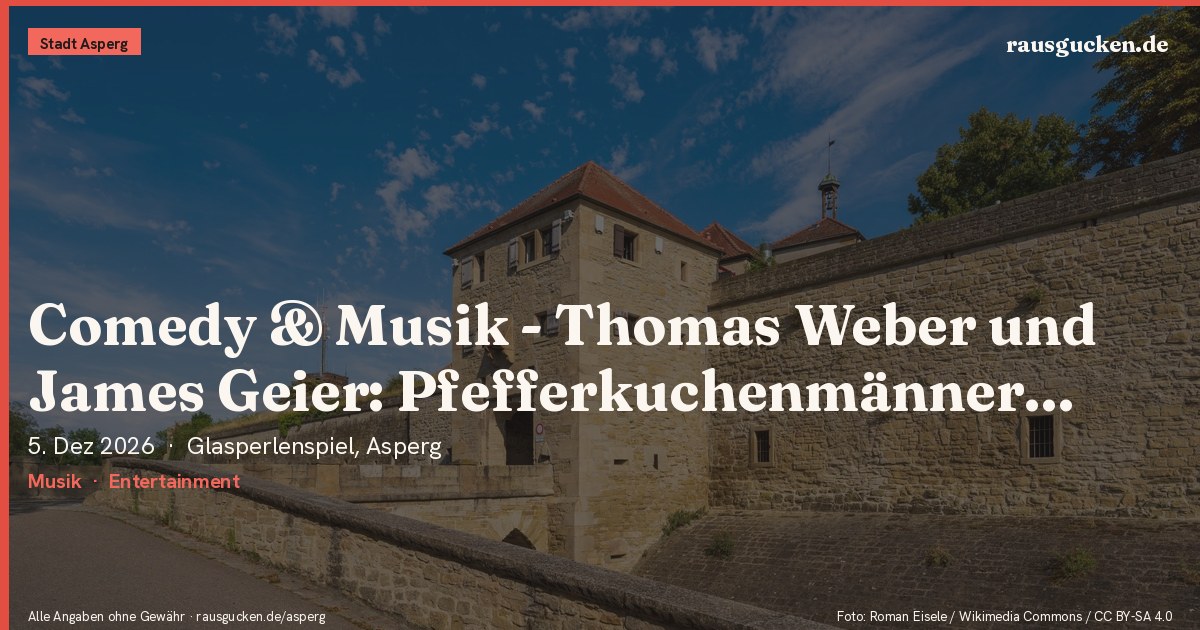 Stadt Asperg
rausgucken.de
Comedy & Musik - Thomas Weber und
James Geier: Pfefferkuchenmänner...
5. Dez 2026 · Glasperlenspiel, Asperg
Musik · Entertainment
Alle Angaben ohne Gewähr · rausgucken.de/asperg
Foto: Roman Eisele / Wikimedia Commons / CC BY-SA 4.0